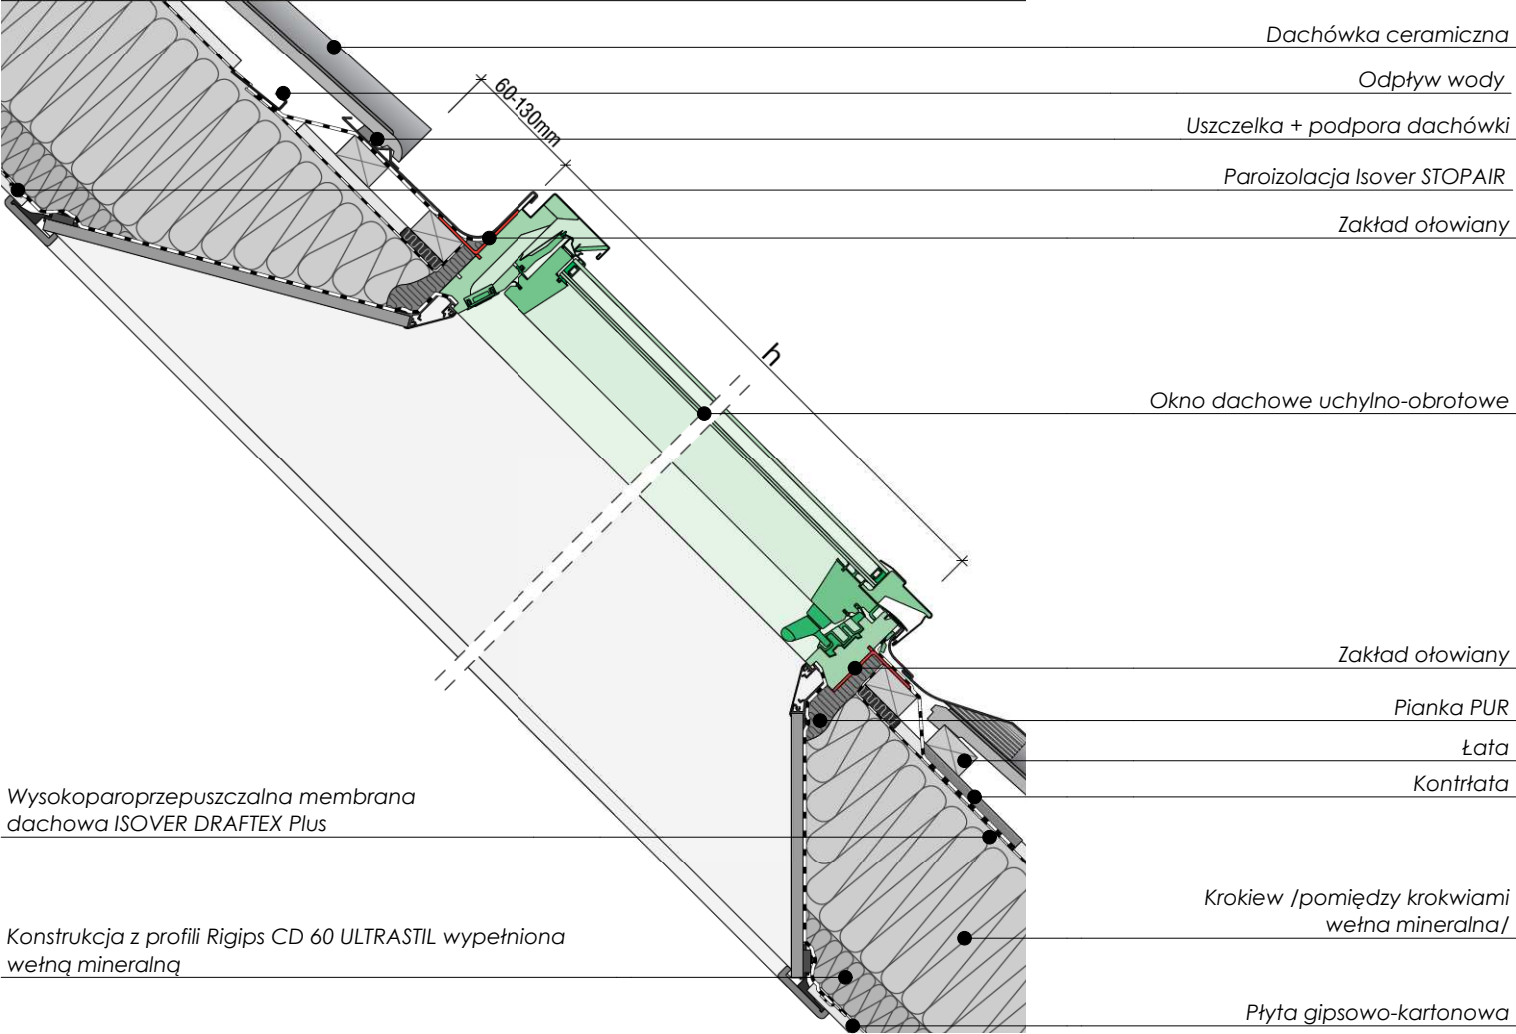 Dachówka ceramiczna
Odpływ wody
60-130mm
Uszczelka + podpora dachówki
Paroizolacja Isover STOPAIR
Zakład ołowiany
h
Okno dachowe uchylno-obrotowe
Zakład ołowiany
Pianka PUR
Łata
Kontrłata
Wysokoparoprzepuszczalna membrana
dachowa ISOVER DRAFTEX Plus
Krokiew /pomiędzy krokwiami
wełna mineralna/
Konstrukcja z profili Rigips CD 60 ULTRASTIL wypełniona
wełną mineralną
Płyta gipsowo-kartonowa